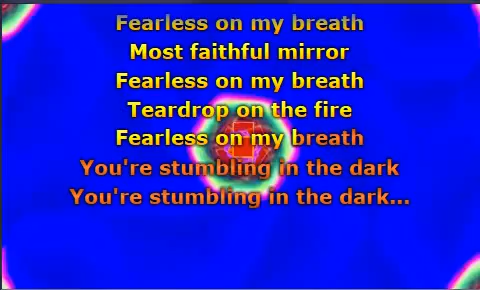 Fearless on my breath
Most faithful mirror
Fearless on my breath
Teardrop on the fire
Fearless on my breath
You're stumbling in the dark
You're stumbling in the dark...